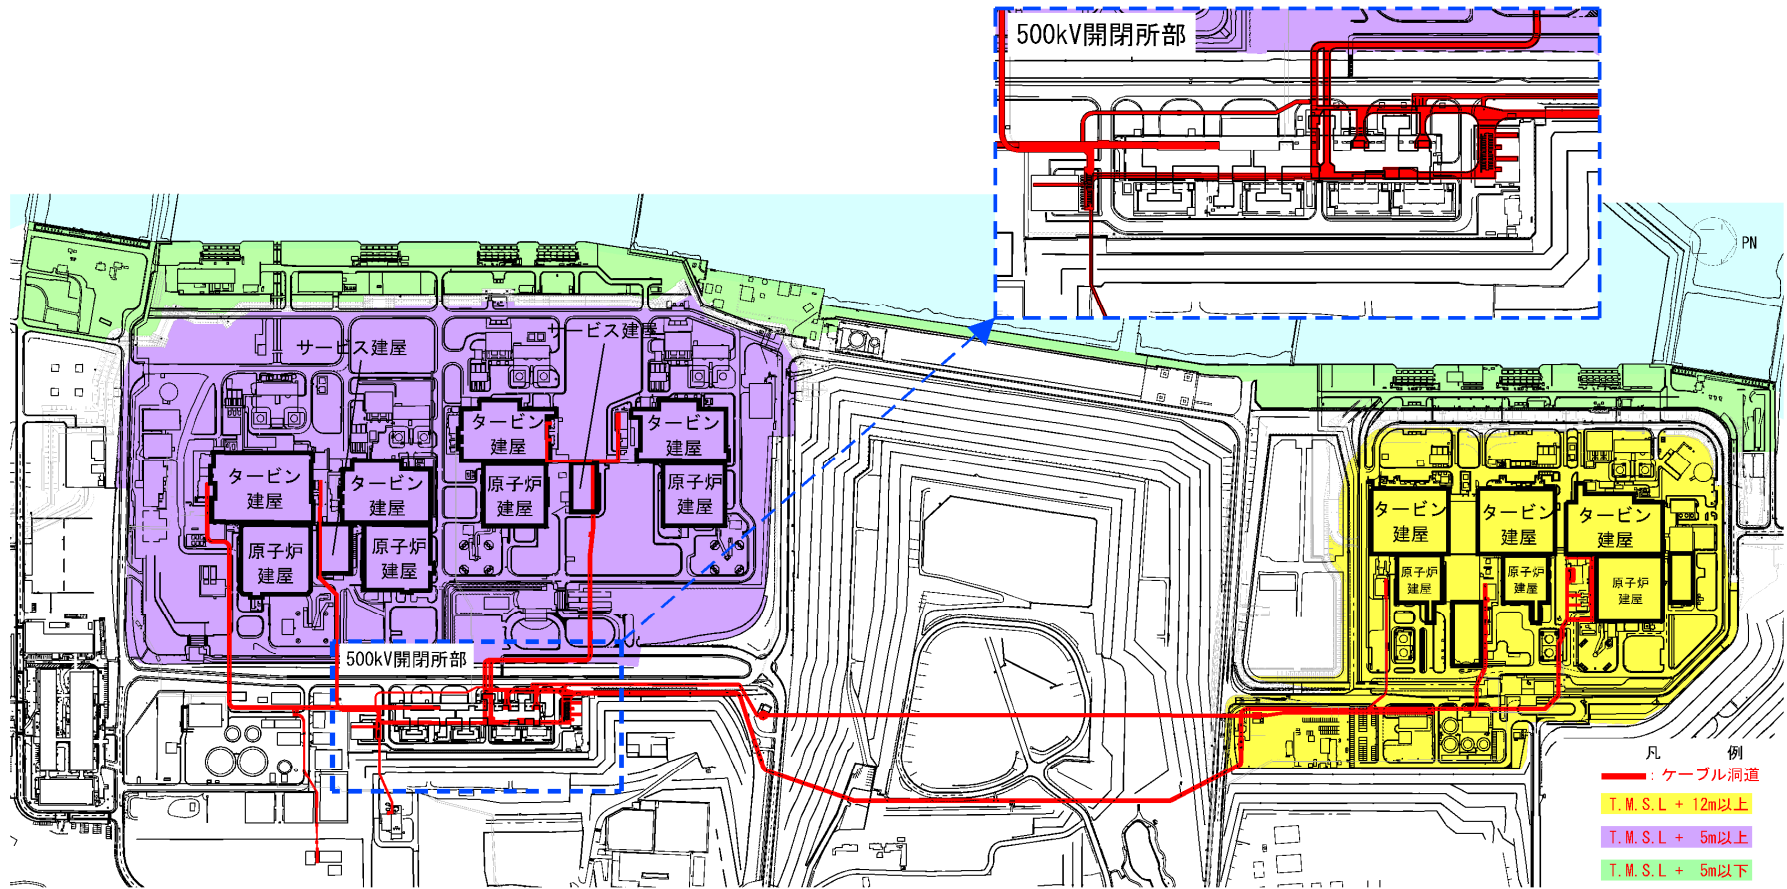 500kV開閉所部
PN
サービス建屋
サービス建屋
タービン
建屋
タービン
建屋
タービン
建屋
タービン
建屋
原子炉
建屋
原子炉
建屋
原子炉
建屋
原子炉
建屋
タービン
建屋
タービン
建屋
タービン
建屋
原子炉
建屋
原子炉
建屋
原子炉
建屋
500kV開閉所部
凡 例
: ケーブル洞道
T.M.S.L + 12m以上
T.M.S.L + 5m以上
T.M.S.L + 5m以下